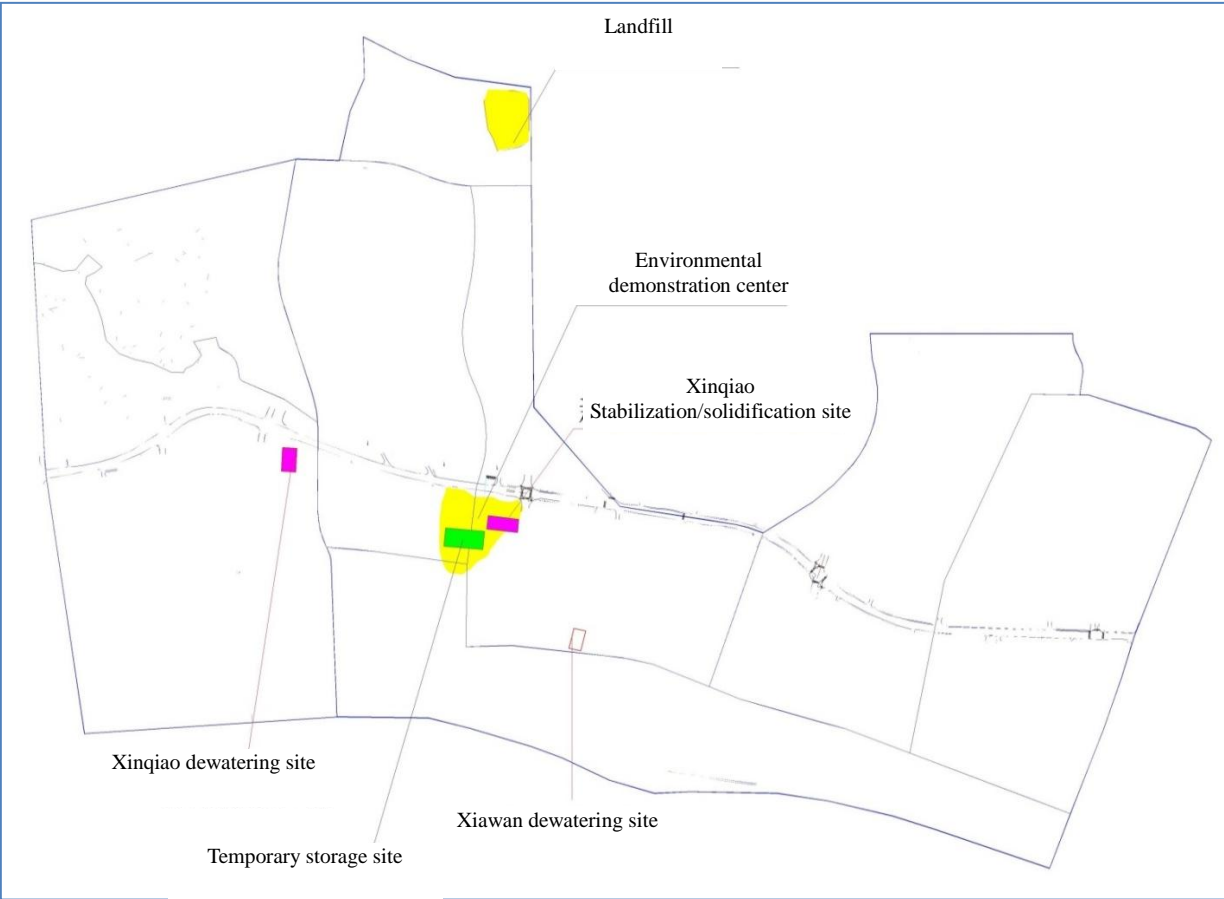 Landfill
Environmental
demonstration center
Xinqiao
Stabilization/solidification site
Xinqiao dewatering site
Xiawan dewatering site
Temporary storage site